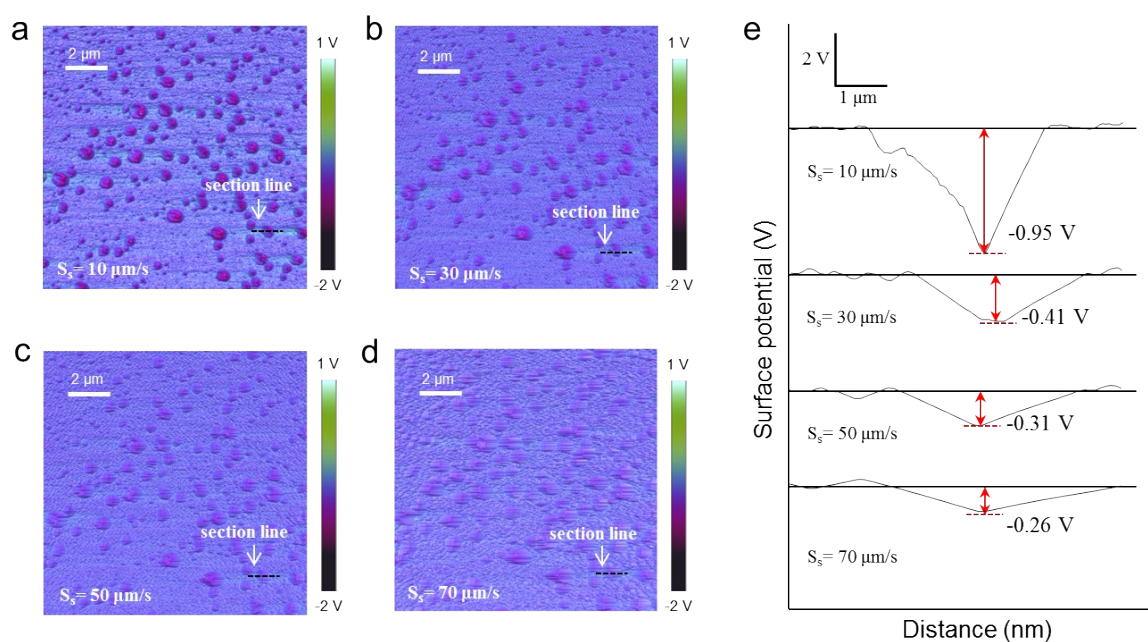 a
1 V
2 μm
section line
Ss= 10 μm/s
-2 V
b
1 V
2 μm
section line
Ss= 30 μm/s
-2 V
c
1 V
2 μm
section line
Ss= 50 μm/s
-2 V
d
1 V
2 μm
section line
Ss= 70 μm/s
-2 V
e
2 V
1 μm
Surface potential (V)
Ss= 10 μm/s
-0.95 V
Ss= 30 μm/s
-0.41 V
Ss= 50 μm/s
-0.31 V
-0.26 V
Ss= 70 μm/s
Distance (nm)